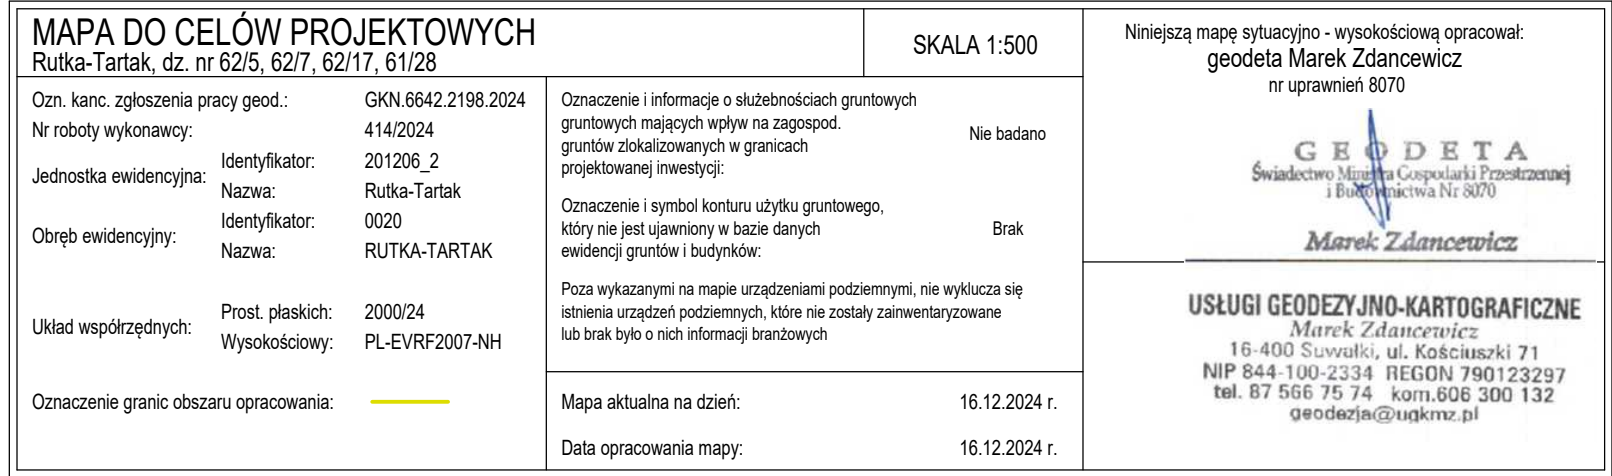 MAPA DO CELÓW PROJEKTOWYCH
Rutka-Tartak, dz. nr 62/5, 62/7, 62/17, 61/28
SKALA 1:500
Ozn. kanc. zgłoszenia pracy geod.: GKN.6642.2198.2024
Nr roboty wykonawcy: 414/2024
Jednostka ewidencyjna:
Identyfikator: 201206_2
Nazwa: Rutka-Tartak
Obręb ewidencyjny:
Identyfikator: 0020
Nazwa: RUTKA-TARTAK
Układ współrzędnych:
Prost. płaskich: 2000/24
Wysokościowy: PL-EVRF2007-NH
Oznaczenie granic obszaru opracowania:
Oznaczenie i informacje o służebnościach gruntowych
gruntowych mających wpływ na zagospod.
gruntów zlokalizowanych w granicach
projektowanej inwestycji:
Nie badano
Oznaczenie i symbol konturu użytku gruntowego,
który nie jest ujawniony w bazie danych
ewidencji gruntów i budynków:
Brak
Poza wykazanymi na mapie urządzeniami podziemnymi, nie wyklucza się
istnienia urządzeń podziemnych, które nie zostały zainwentaryzowane
lub brak było o nich informacji branżowych
Mapa aktualna na dzień: 16.12.2024 r.
Data opracowania mapy: 16.12.2024 r.
Niniejszą mapę sytuacyjno - wysokościową opracował:
geodeta Marek Zdancewicz
nr uprawnień 8070
GEODETA
Świadectwo Ministra Gospodarki Przestrzennej
i Budownictwa Nr 8070
Marek Zdancewicz
USŁUGI GEODEZYJNO-KARTOGRAFICZNE
Marek Zdancewicz
16-400 Suwałki, ul. Kościuszki 71
NIP 844-100-2334 REGON 790123297
tel. 87 566 75 74 kom.606 300 132
geodezja@ugkmz.pl